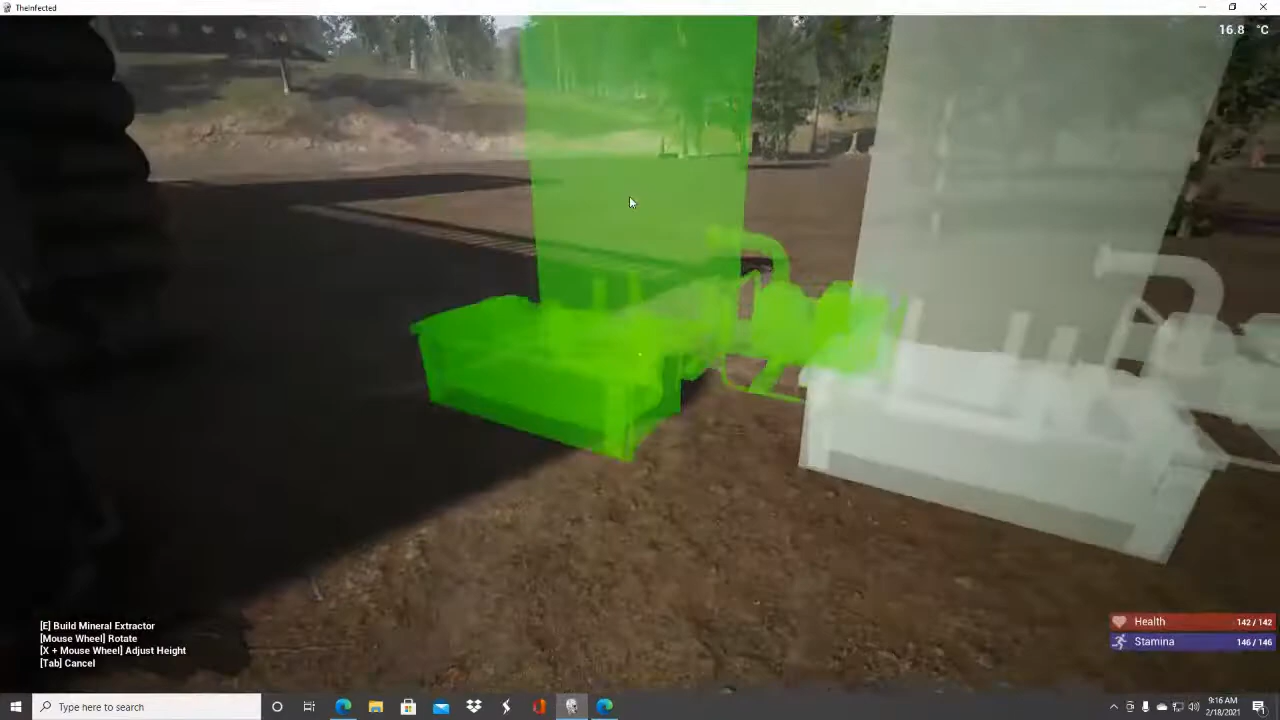 TheInfected
16.8 °C
[E] Build Mineral Extractor
[Mouse Wheel] Rotate
[X + Mouse Wheel] Adjust Height
[Tab] Cancel
Health 142 / 142
Stamina 146 / 146
Type here to search
9:16 AM
2/18/2021